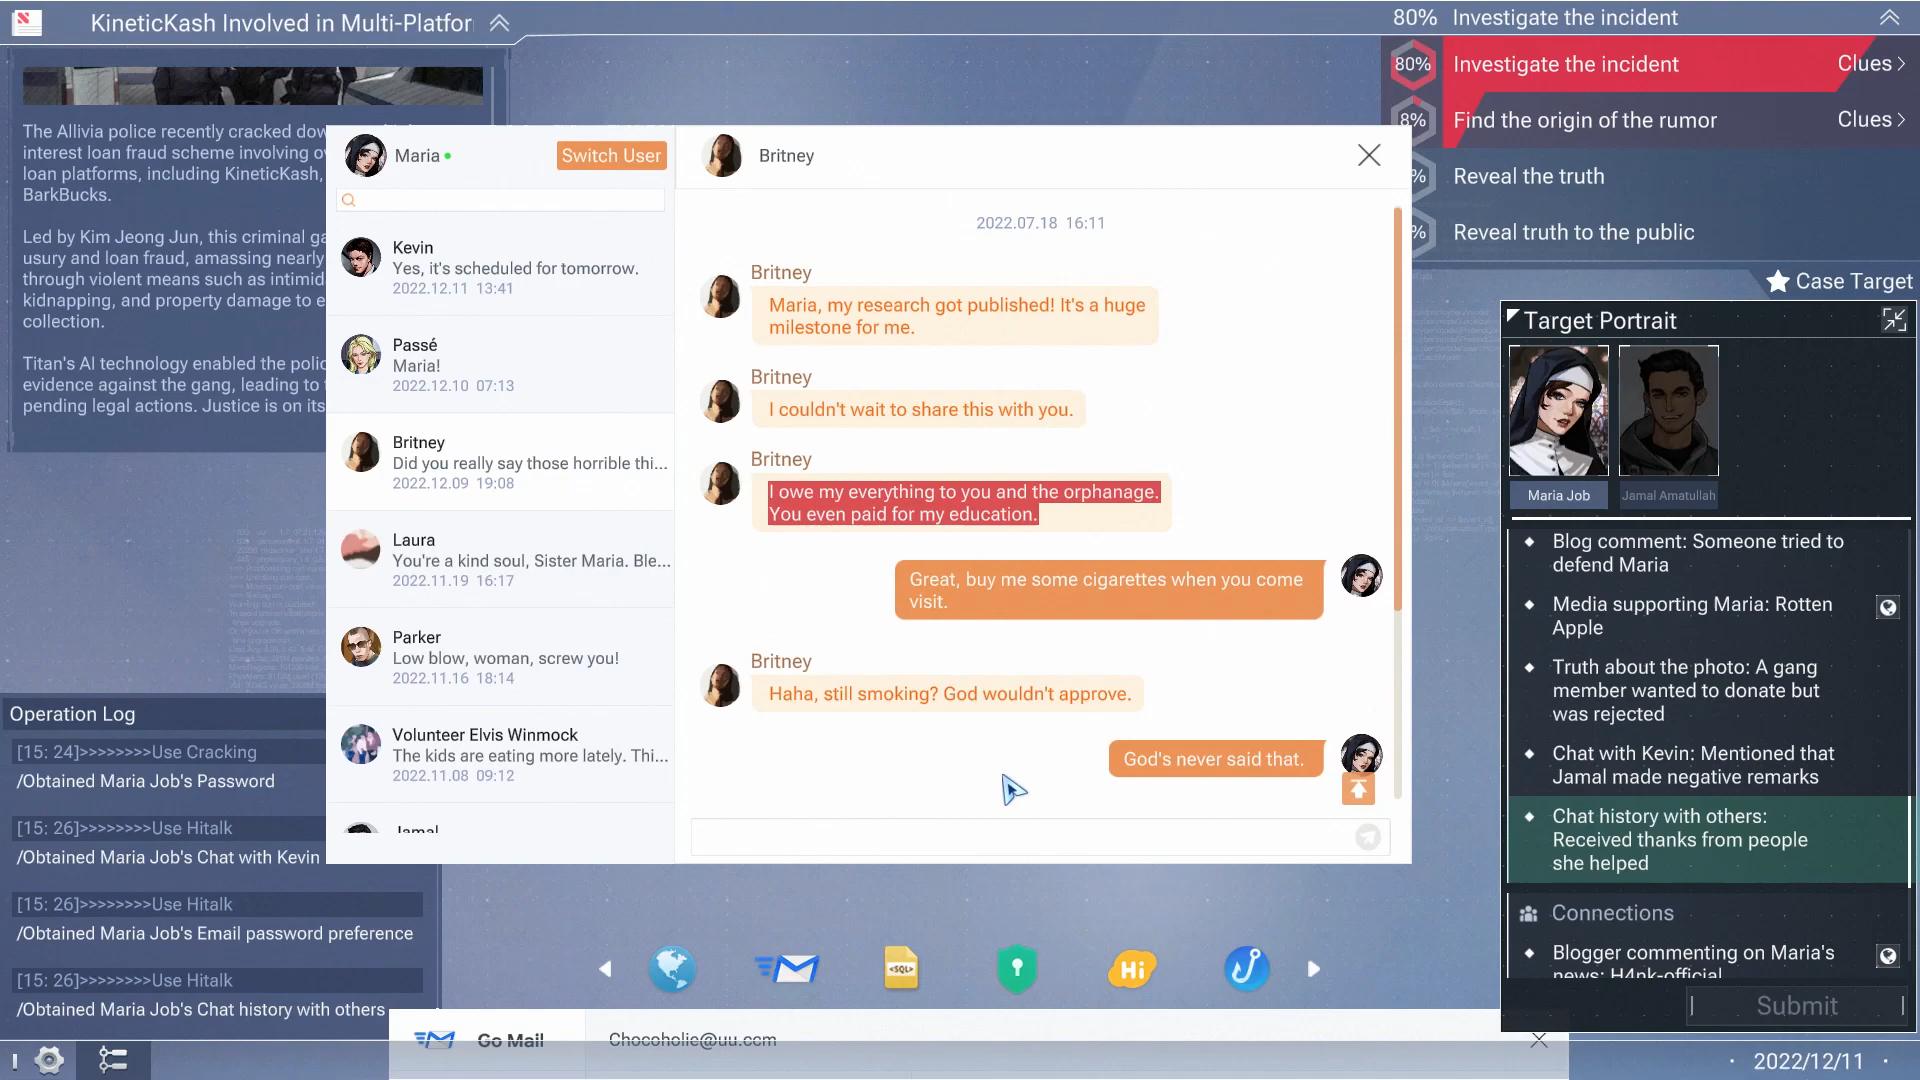 KineticKash Involved in Multi-Platfor
The Allivia police recently cracked dow
interest loan fraud scheme involving o
loan platforms, including KineticKash,
BarkBucks.
Led by Kim Jeong Jun, this criminal ga
usury and loan fraud, amassing nearly
through violent means such as intimid
kidnapping, and property damage to e
collection.
Titan's AI technology enabled the polic
evidence against the gang, leading to
pending legal actions. Justice is on its
Operation Log
[15: 24]>>>>>>>>Use Cracking
/Obtained Maria Job's Password
[15: 26]>>>>>>>>Use Hitalk
/Obtained Maria Job's Chat with Kevin
[15: 26]>>>>>>>>Use Hitalk
/Obtained Maria Job's Email password preference
[15: 26]>>>>>>>>Use Hitalk
/Obtained Maria Job's Chat history with others
Maria
Switch User
Kevin
Yes, it's scheduled for tomorrow.
2022.12.11 13:41
Passé
Maria!
2022.12.10 07:13
Britney
Did you really say those horrible thi...
2022.12.09 19:08
Laura
You're a kind soul, Sister Maria. Ble...
2022.11.19 16:17
Parker
Low blow, woman, screw you!
2022.11.16 18:14
Volunteer Elvis Winmock
The kids are eating more lately. Thi...
2022.11.08 09:12
Jamal
Britney
2022.07.18 16:11
Britney
Maria, my research got published! It's a huge
milestone for me.
Britney
I couldn't wait to share this with you.
Britney
I owe my everything to you and the orphanage.
You even paid for my education.
Great, buy me some cigarettes when you come
visit.
Britney
Haha, still smoking? God wouldn't approve.
God's never said that.
80% Investigate the incident
80% Investigate the incident Clues >
8% Find the origin of the rumor Clues >
% Reveal the truth
% Reveal truth to the public
Case Target
Target Portrait
Maria Job
Jamal Amatullah
Blog comment: Someone tried to
defend Maria
Media supporting Maria: Rotten
Apple
Truth about the photo: A gang
member wanted to donate but
was rejected
Chat with Kevin: Mentioned that
Jamal made negative remarks
Chat history with others:
Received thanks from people
she helped
Connections
Blogger commenting on Maria's
news: H4nk-official
Submit
<SQL>
Hi
Go Mail
Chocoholie@uu.ccm
2022/12/11